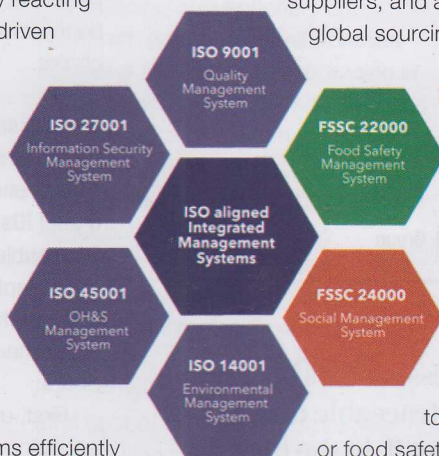 y reacting
driven
suppliers, and a
global sourcin
ISO 9001
Quality
Management
System
ISO 27001
Information Security
Management
System
FSSC 22000
Food Safety
Management
System
ISO aligned
Integrated
Management
Systems
ISO 45001
OH&S
Management
System
FSSC 24000
Social Management
System
ISO 14001
Environmental
Management
System
ms efficiently
to
or food safet